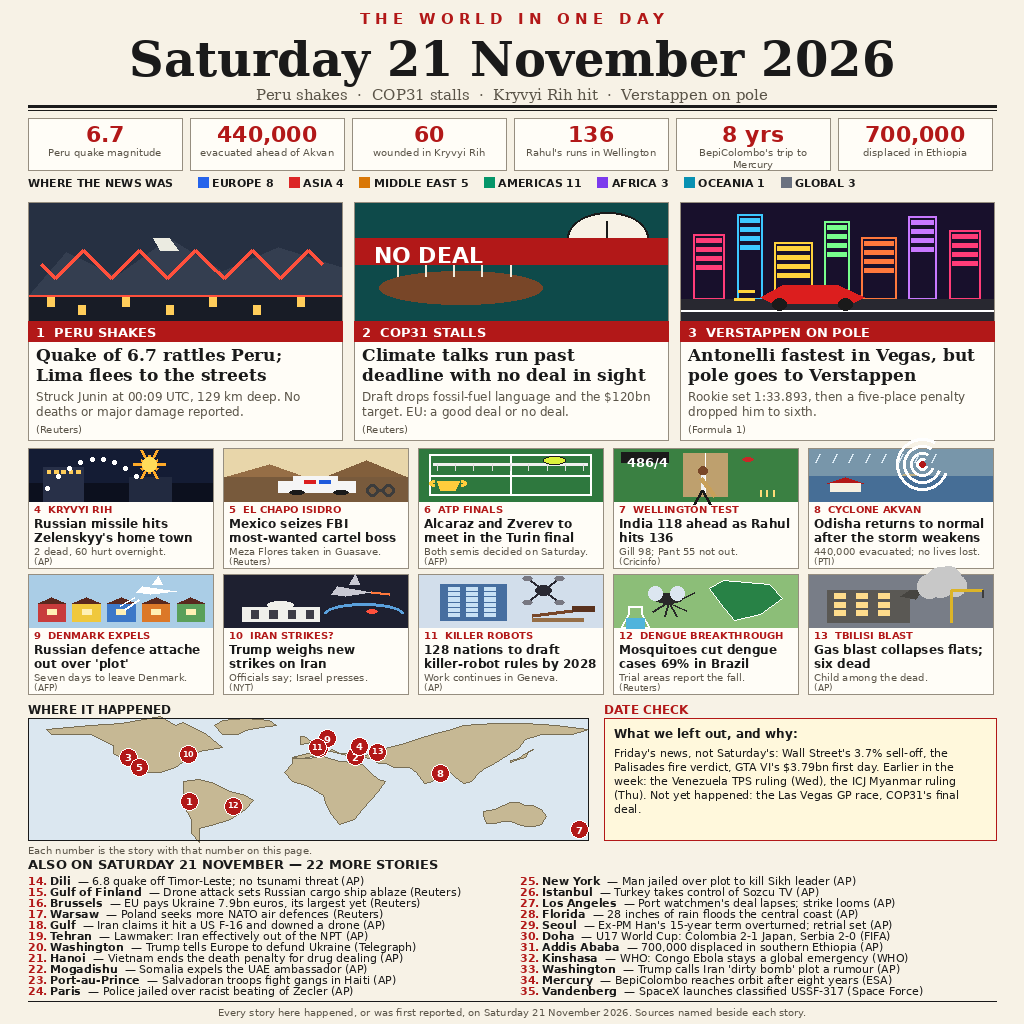 THE WORLD IN ONE DAY
Saturday 21 November 2026
Peru shakes · COP31 stalls · Kryvyi Rih hit · Verstappen on pole
6.7
Peru quake magnitude
440,000
evacuated ahead of Akvan
60
wounded in Kryvyi Rih
136
Rahul's runs in Wellington
8 yrs
BepiColombo's trip to
Mercury
700,000
displaced in Ethiopia
WHERE THE NEWS WAS EUROPE 8 ASIA 4 MIDDLE EAST 5 AMERICAS 11 AFRICA 3 OCEANIA 1 GLOBAL 3
1 PERU SHAKES
Quake of 6.7 rattles Peru;
Lima flees to the streets
Struck Junin at 00:09 UTC, 129 km deep. No
deaths or major damage reported.
(Reuters)
NO DEAL
2 COP31 STALLS
Climate talks run past
deadline with no deal in sight
Draft drops fossil-fuel language and the $120bn
target. EU: a good deal or no deal.
(Reuters)
3 VERSTAPPEN ON POLE
Antonelli fastest in Vegas, but
pole goes to Verstappen
Rookie set 1:33.893, then a five-place penalty
dropped him to sixth.
(Formula 1)
4 KRYVYI RIH
Russian missile hits
Zelenskyy's home town
2 dead, 60 hurt overnight.
(AP)
5 EL CHAPO ISIDRO
Mexico seizes FBI
most-wanted cartel boss
Meza Flores taken in Guasave.
(Reuters)
6 ATP FINALS
Alcaraz and Zverev to
meet in the Turin final
Both semis decided on Saturday.
(AFP)
486/4
7 WELLINGTON TEST
India 118 ahead as Rahul
hits 136
Gill 98; Pant 55 not out.
(Cricinfo)
8 CYCLONE AKVAN
Odisha returns to normal
after the storm weakens
440,000 evacuated; no lives lost.
(PTI)
9 DENMARK EXPELS
Russian defence attache
out over 'plot'
Seven days to leave Denmark.
(AFP)
10 IRAN STRIKES?
Trump weighs new
strikes on Iran
Officials say; Israel presses.
(NYT)
11 KILLER ROBOTS
128 nations to draft
killer-robot rules by 2028
Work continues in Geneva.
(AP)
12 DENGUE BREAKTHROUGH
Mosquitoes cut dengue
cases 69% in Brazil
Trial areas report the fall.
(Reuters)
13 TBILISI BLAST
Gas blast collapses flats;
six dead
Child among the dead.
(AP)
WHERE IT HAPPENED
3
5
10
1
12
9
11
4
2
13
8
7
Each number is the story with that number on this page.
DATE CHECK
What we left out, and why:
Friday's news, not Saturday's: Wall Street's 3.7% sell-off, the
Palisades fire verdict, GTA VI's $3.79bn first day. Earlier in the
week: the Venezuela TPS ruling (Wed), the ICJ Myanmar ruling
(Thu). Not yet happened: the Las Vegas GP race, COP31's final
deal.
ALSO ON SATURDAY 21 NOVEMBER — 22 MORE STORIES
14. Dili — 6.8 quake off Timor-Leste; no tsunami threat (AP)
15. Gulf of Finland — Drone attack sets Russian cargo ship ablaze (Reuters)
16. Brussels — EU pays Ukraine 7.9bn euros, its largest yet (Reuters)
17. Warsaw — Poland seeks more NATO air defences (Reuters)
18. Gulf — Iran claims it hit a US F-16 and downed a drone (AP)
19. Tehran — Lawmaker: Iran effectively out of the NPT (AP)
20. Washington — Trump tells Europe to defund Ukraine (Telegraph)
21. Hanoi — Vietnam ends the death penalty for drug dealing (AP)
22. Mogadishu — Somalia expels the UAE ambassador (AP)
23. Port-au-Prince — Salvadoran troops fight gangs in Haiti (AP)
24. Paris — Police jailed over racist beating of Zecler (AP)
25. New York — Man jailed over plot to kill Sikh leader (AP)
26. Istanbul — Turkey takes control of Sozcu TV (AP)
27. Los Angeles — Port watchmen's deal lapses; strike looms (AP)
28. Florida — 28 inches of rain floods the central coast (AP)
29. Seoul — Ex-PM Han's 15-year term overturned; retrial set (AP)
30. Doha — U17 World Cup: Colombia 2-1 Japan, Serbia 2-0 (FIFA)
31. Addis Ababa — 700,000 displaced in southern Ethiopia (AP)
32. Kinshasa — WHO: Congo Ebola stays a global emergency (WHO)
33. Washington — Trump calls Iran 'dirty bomb' plot a rumour (AP)
34. Mercury — BepiColombo reaches orbit after eight years (ESA)
35. Vandenberg — SpaceX launches classified USSF-317 (Space Force)
Every story here happened, or was first reported, on Saturday 21 November 2026. Sources named beside each story.